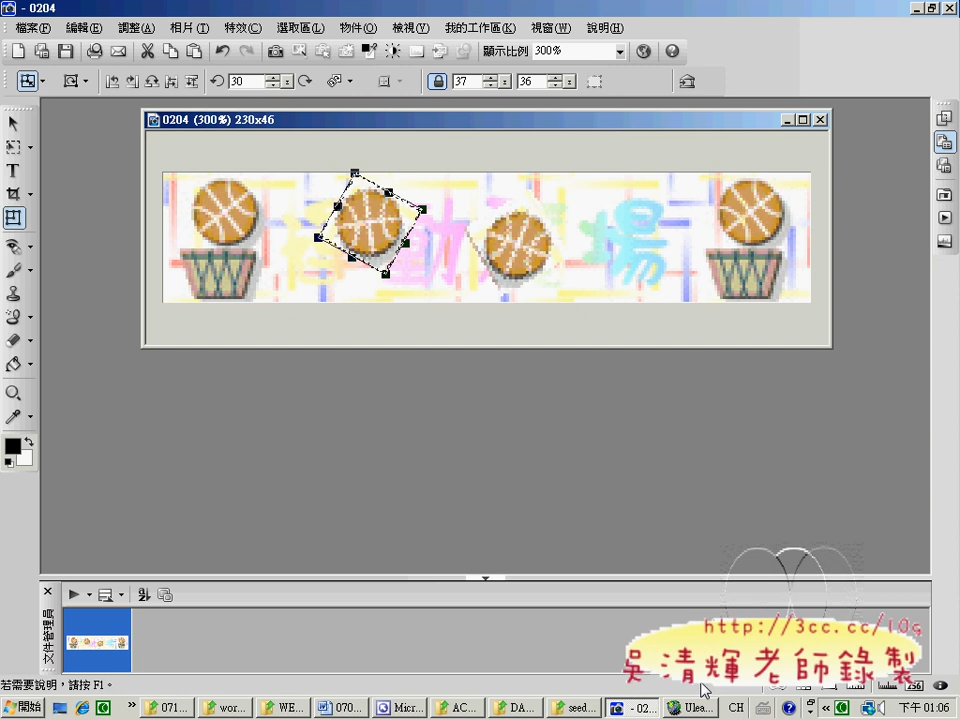 - 0204
檔案(F) 編輯(E) 調整(A) 相片(I) 特效(C) 選取區(L) 物件(O) 檢視(V) 我的工作區(K) 視窗(W) 說明(H)
顯示比例 300%
30 37 36
0204 (300%) 230x46
運動 場
文件管理員
http://3cc.cc/10q
吳清輝老師錄製
若需要說明，請按 F1。
256
開始 071... wor... WE... 070... Micr... AC... DA... seed... - 02... Ulea... CH 下午 01:06